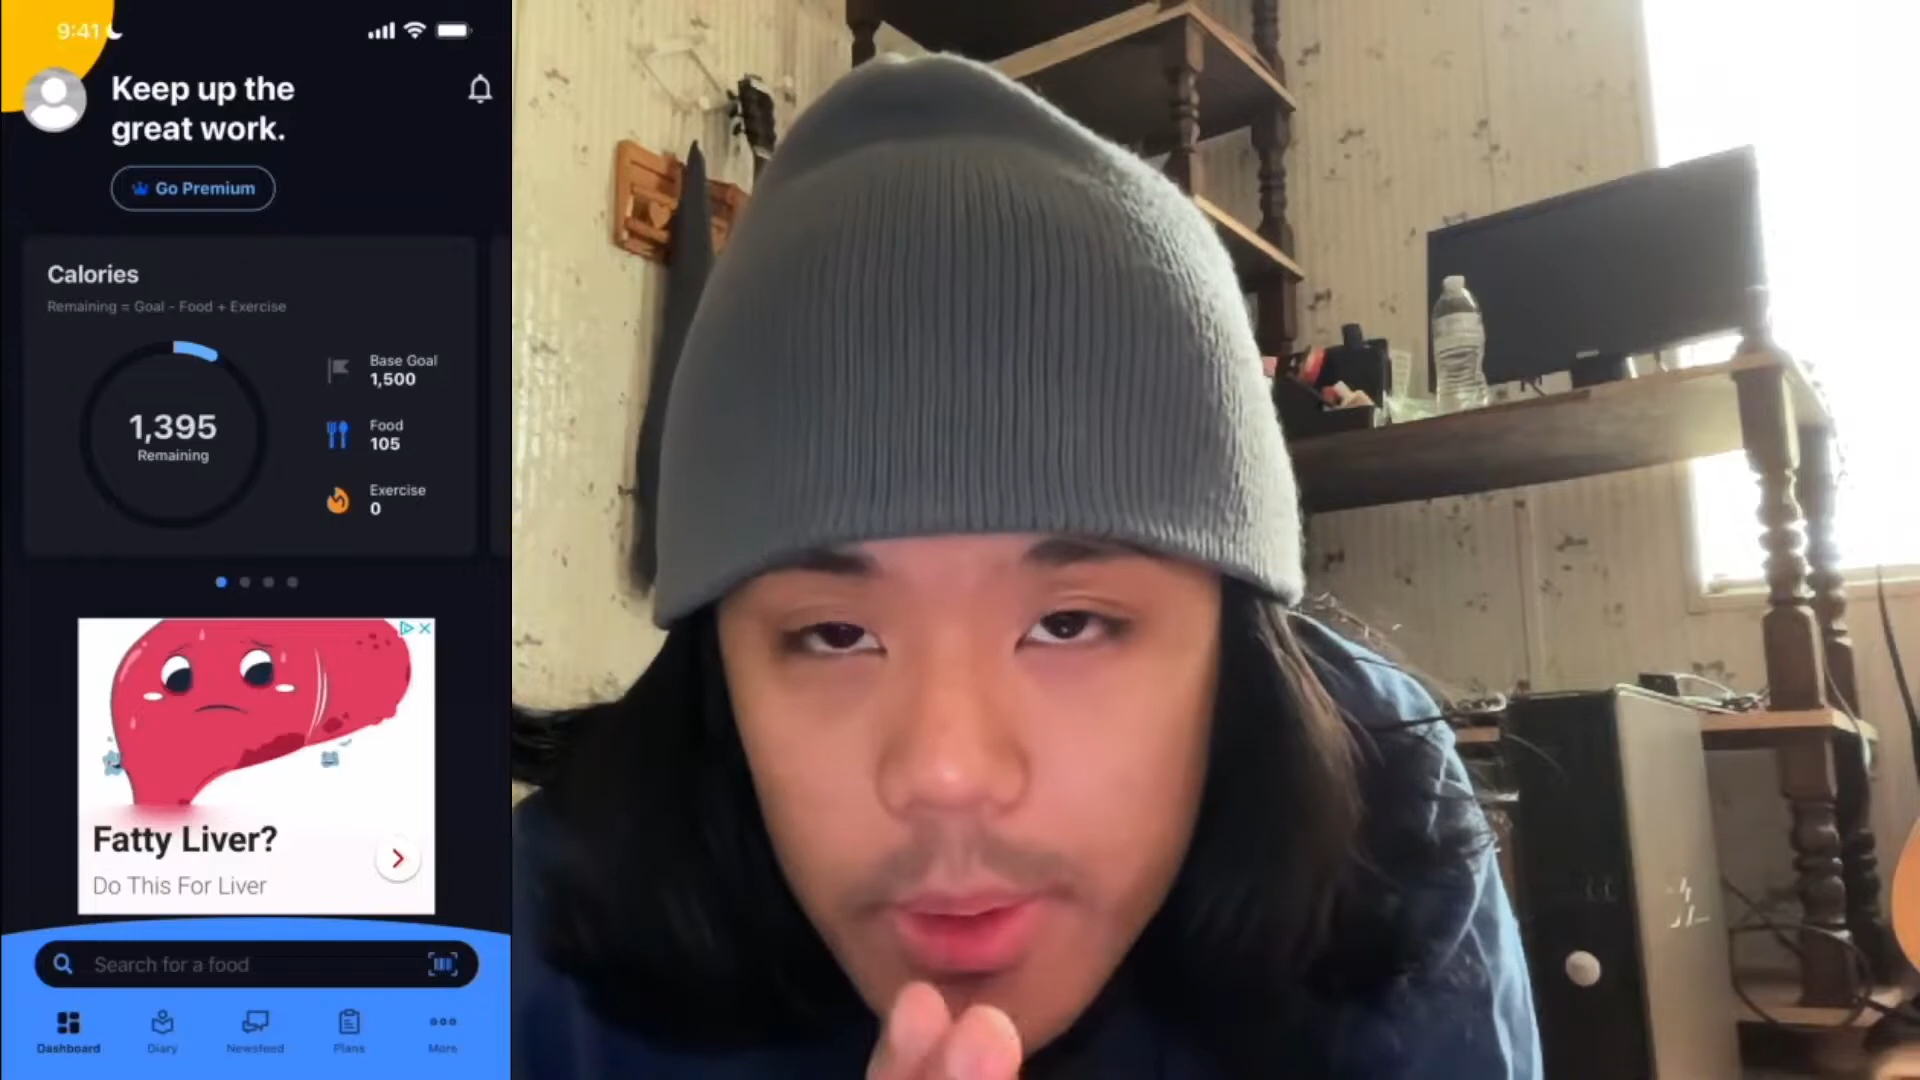 9:41
Keep up the
great work.
Go Premium
Calories
Remaining = Goal - Food + Exercise
1,395
Remaining
Base Goal
1,500
Food
105
Exercise
0
Fatty Liver?
Do This For Liver
Search for a food
Dashboard
Diary
Newsfeed
Plans
More